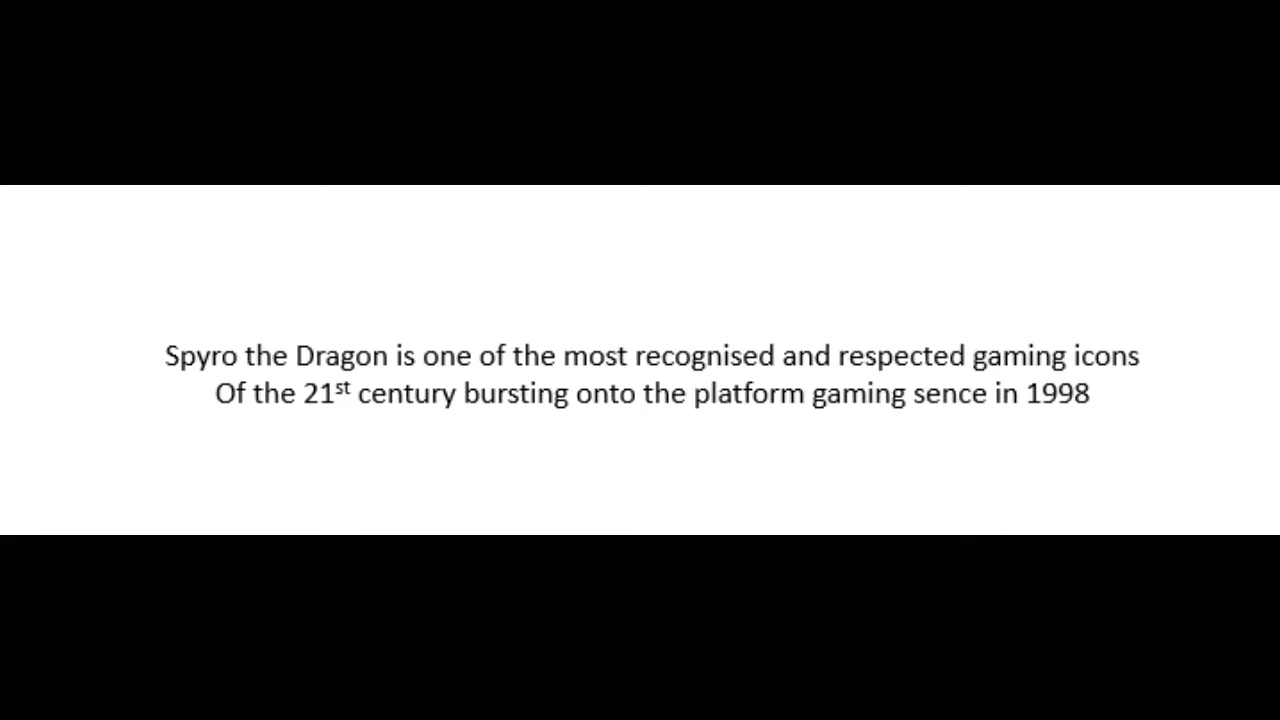 Spyro the Dragon is one of the most recognised and respected gaming icons
Of the 21st century bursting onto the platform gaming sence in 1998